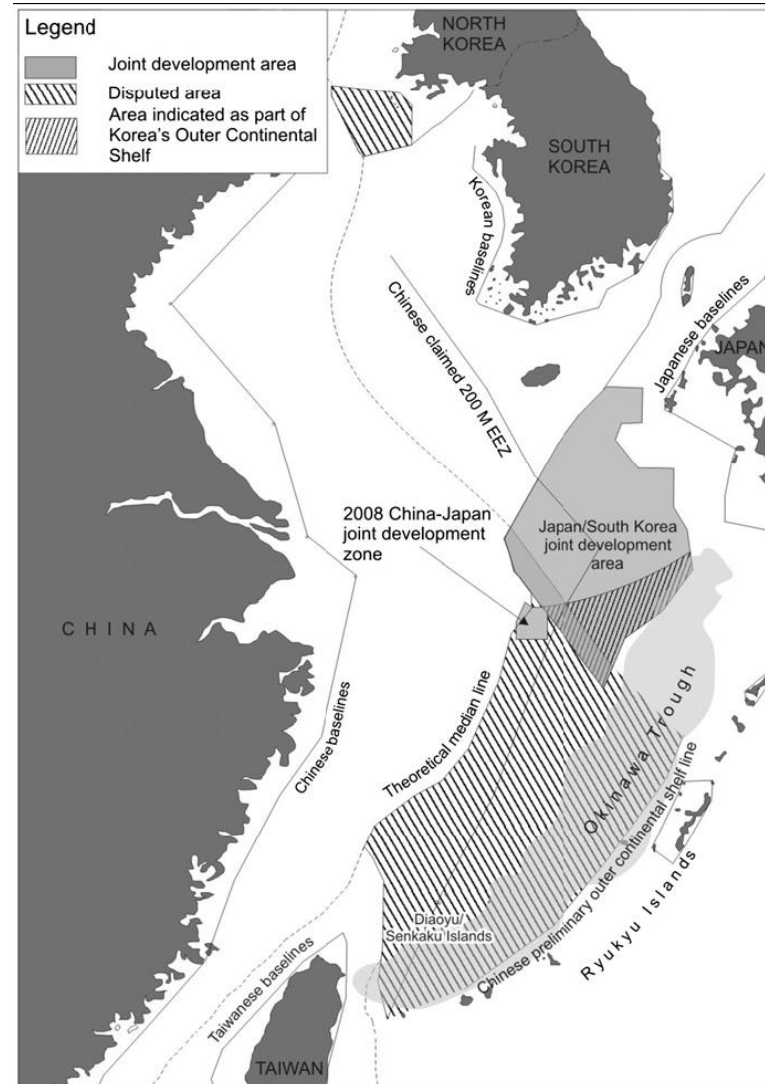 Legend
Joint development area
Disputed area
Area indicated as part of
Korea's Outer Continental
Shelf
NORTH
KOREA
SOUTH
KOREA
Korean baselines
Chinese claimed 200 M EEZ
Japanese baselines
JAPAN
2008 China-Japan
joint development
zone
Japan/South Korea
joint development
area
CHINA
Chinese baselines
Theoretical median line
Okinawa Trough
Chinese preliminary outer continental shelf line
Ryukyu Islands
Diaoyu/
Senkaku Islands
Taiwanese baselines
TAIWAN